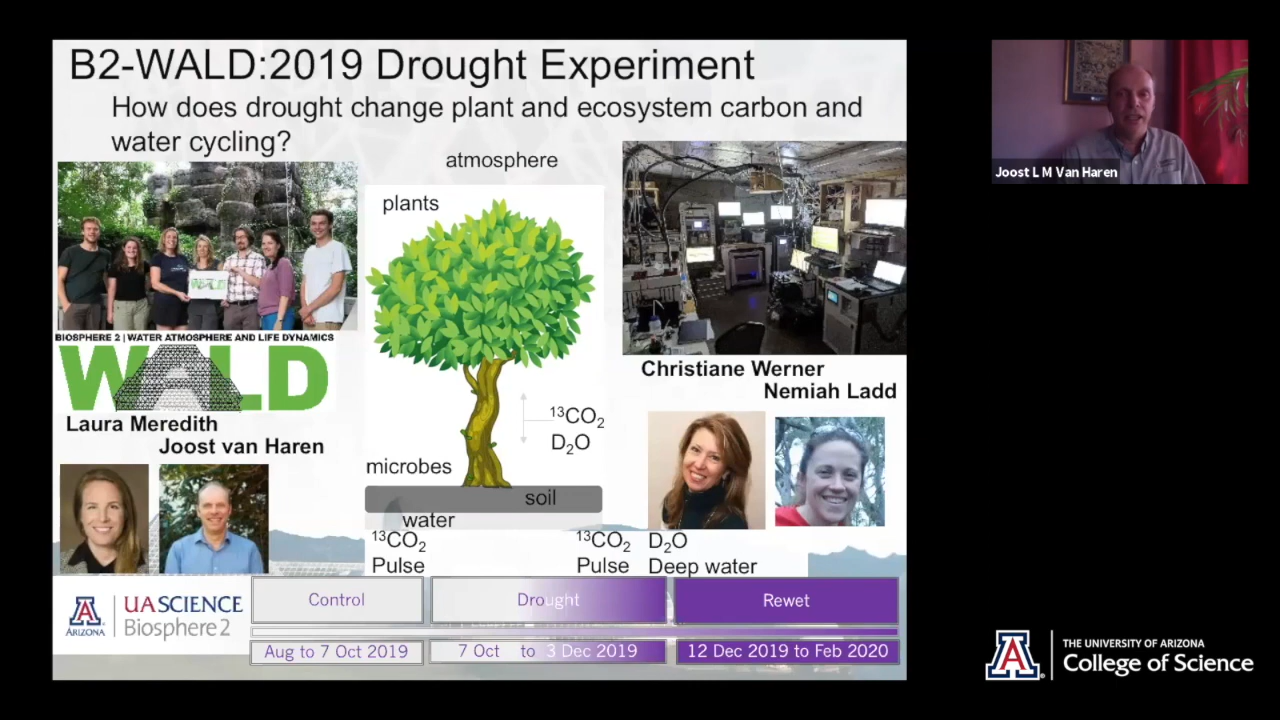 B2-WALD:2019 Drought Experiment
How does drought change plant and ecosystem carbon and
water cycling?
atmosphere
plants
BIOSPHERE 2 | WATER ATMOSPHERE AND LIFE DYNAMICS
WALD
Laura Meredith
Joost van Haren
¹³CO₂
D₂O
microbes
soil
water
Christiane Werner
Nemiah Ladd
¹³CO₂
Pulse
¹³CO₂ D₂O
Pulse Deep water
ARIZONA
UASCIENCE
Biosphere 2
Control
Drought
Rewet
Aug to 7 Oct 2019
7 Oct to 3 Dec 2019
12 Dec 2019 to Feb 2020
Joost L M Van Haren
THE UNIVERSITY OF ARIZONA
College of Science